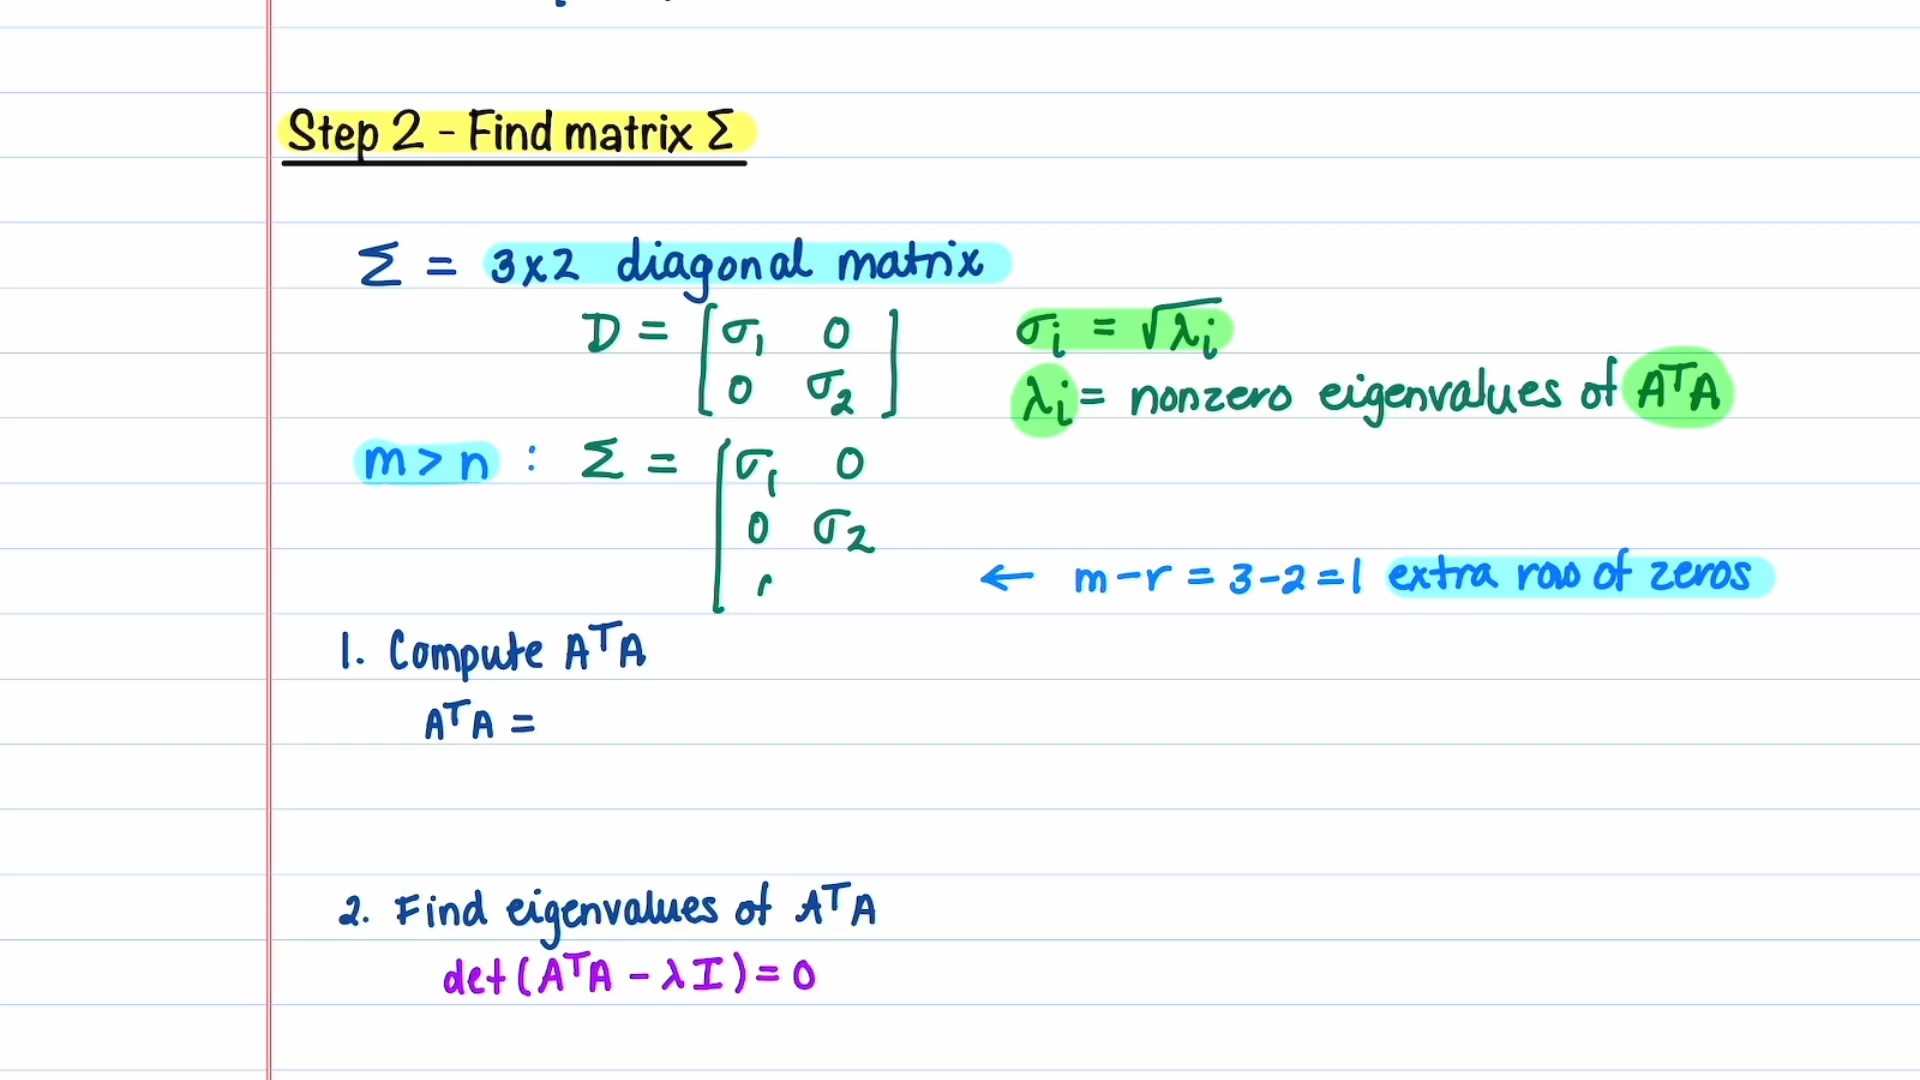 Step 2 - Find matrix Σ
Σ = 3x2 diagonal matrix
D = [σ₁ 0
0 σ₂]
σᵢ = √λᵢ
λᵢ = nonzero eigenvalues of AᵀA
m > n : Σ = [σ₁ 0
0 σ₂
← m - r = 3 - 2 = 1 extra row of zeros
1. Compute AᵀA
AᵀA =
2. Find eigenvalues of AᵀA
det(AᵀA - λI) = 0